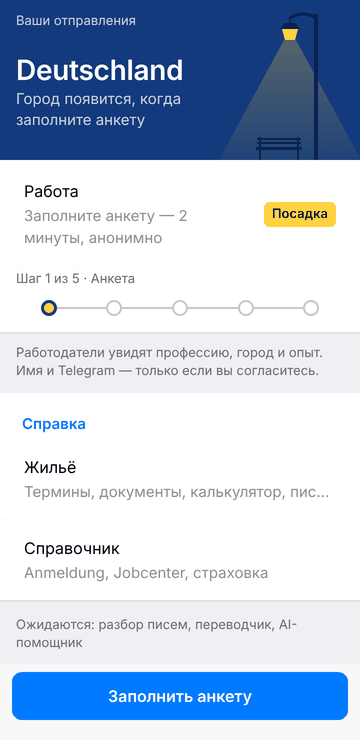 Ваши отправления
Deutschland
Город появится, когда
заполните анкету
Работа
Заполните анкету — 2
минуты, анонимно
Посадка
Шаг 1 из 5 · Анкета
Работодатели увидят профессию, город и опыт.
Имя и Telegram — только если вы согласитесь.
Справка
Жильё
Термины, документы, калькулятор, пис...
Справочник
Anmeldung, Jobcenter, страховка
Ожидаются: разбор писем, переводчик, AI-
помощник
Заполнить анкету